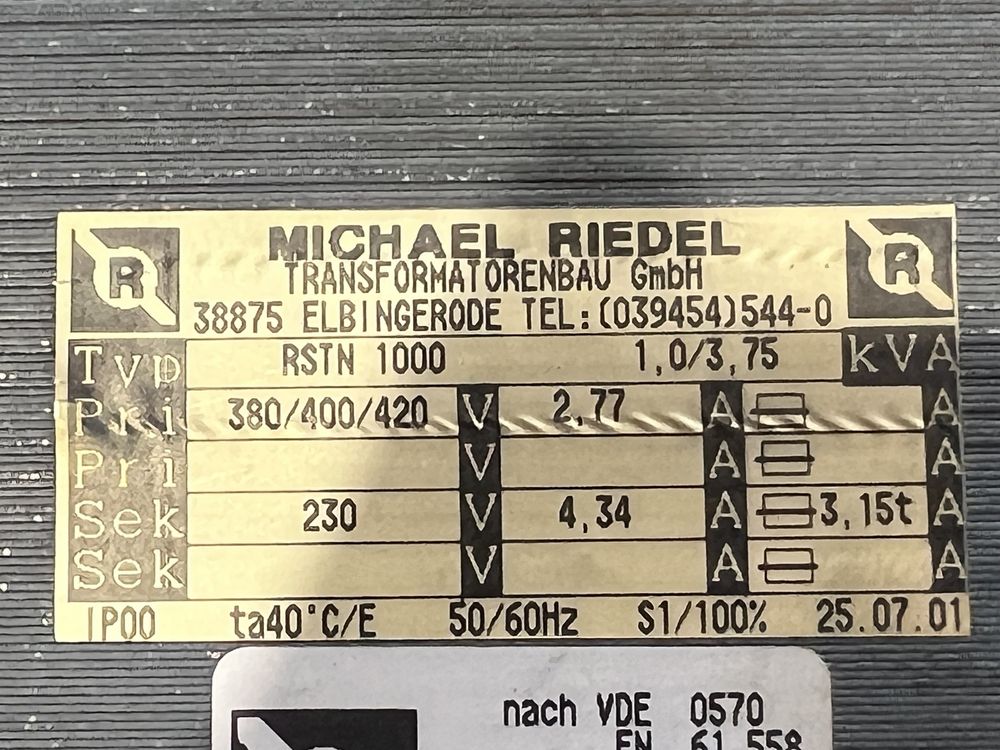 MICHAEL RIEDEL
R R
TRANSFORMATORENBAU GmbH
38875 ELBINGERODE TEL:(039454)544-0
Typ RSTN 1000 1,0/3,75 kVA
Pri 380/400/420 V 2,77 A A
Pri V A A
Sek 230 V 4,34 A 3,15t A
Sek V A A
IP00 ta40°C/E 50/60Hz S1/100% 25.07.01
nach VDE 0570
EN 61 558